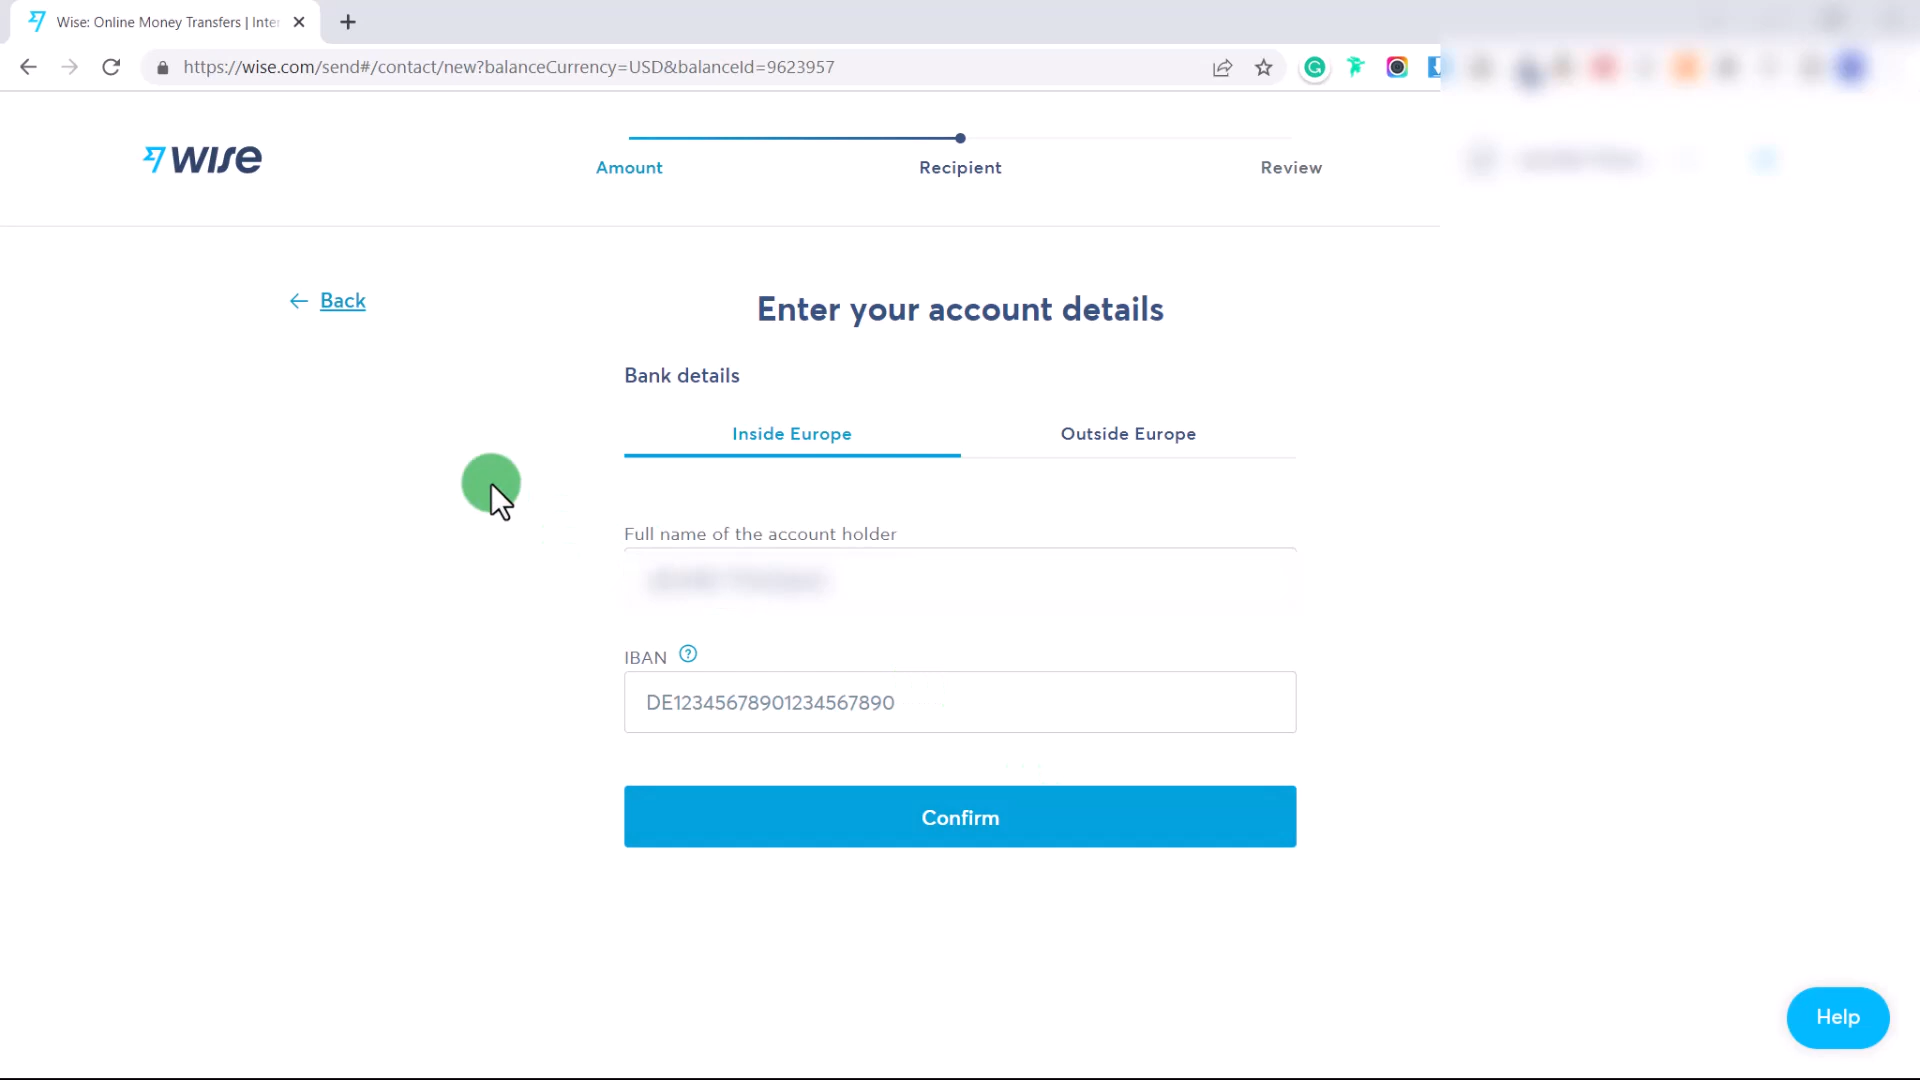 Wise: Online Money Transfers | Inter
https://wise.com/send#/contact/new?balanceCurrency=USD&balanceId=9623957
wise
Amount
Recipient
Review
Back
Enter your account details
Bank details
Inside Europe
Outside Europe
Full name of the account holder
IBAN
DE12345678901234567890
Confirm
Help